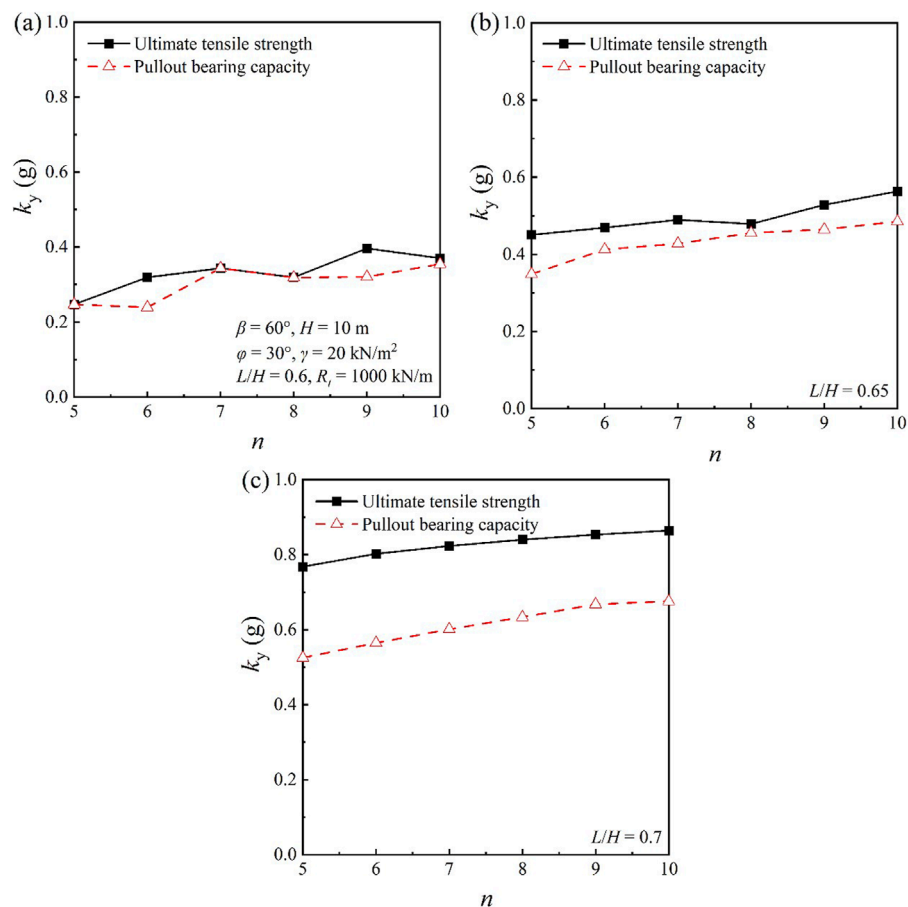 (a)
Ultimate tensile strength
Pullout bearing capacity
k_y (g)
1.0
0.8
0.6
0.4
0.2
0.0
β = 60°, H = 10 m
φ = 30°, γ = 20 kN/m²
L/H = 0.6, R_t = 1000 kN/m
5 6 7 8 9 10
n
(b)
Ultimate tensile strength
Pullout bearing capacity
k_y (g)
1.0
0.8
0.6
0.4
0.2
0.0
L/H = 0.65
5 6 7 8 9 10
n
(c)
Ultimate tensile strength
Pullout bearing capacity
k_y (g)
1.0
0.8
0.6
0.4
0.2
0.0
L/H = 0.7
5 6 7 8 9 10
n